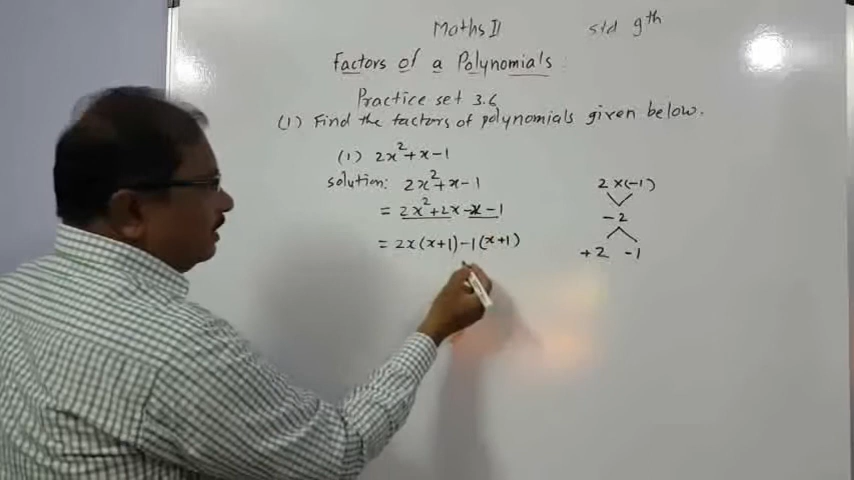 Maths II std 9th
Factors of a Polynomials
Practice set 3.6
(1) Find the factors of polynomials given below.
(1) 2x²+x-1
solution: 2x²+x-1
= 2x²+2x-x-1
= 2x(x+1)-1(x+1)
2x(-1)
-2
+2 -1